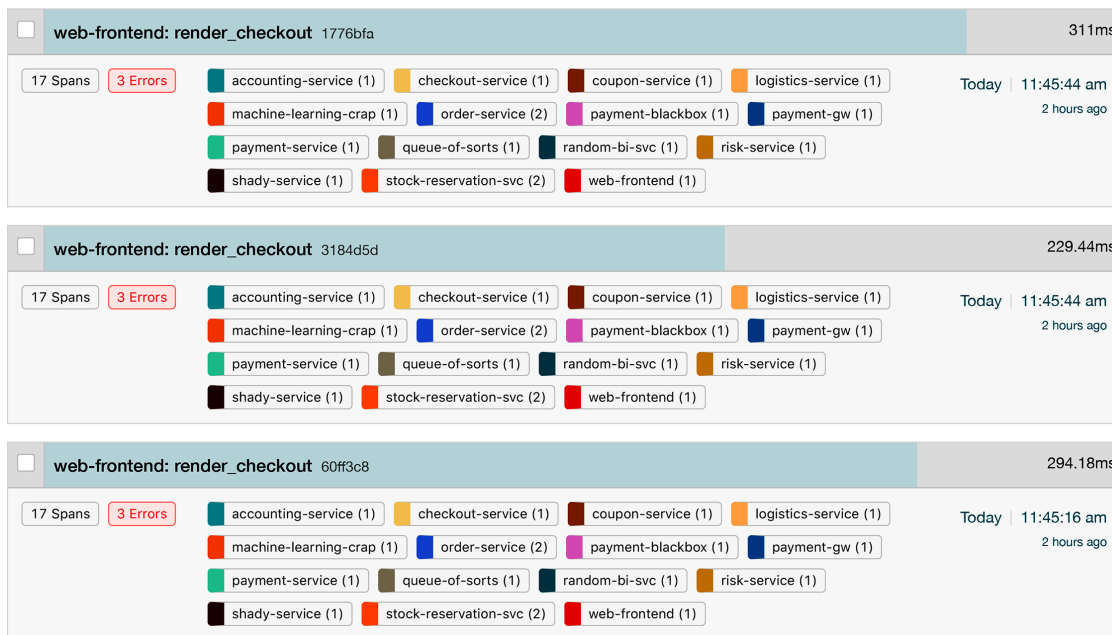 web-frontend: render_checkout 1776bfa 311ms
17 Spans 3 Errors accounting-service (1) checkout-service (1) coupon-service (1) logistics-service (1) Today 11:45:44 am
machine-learning-crap (1) order-service (2) payment-blackbox (1) payment-gw (1) 2 hours ago
payment-service (1) queue-of-sorts (1) random-bi-svc (1) risk-service (1)
shady-service (1) stock-reservation-svc (2) web-frontend (1)
web-frontend: render_checkout 3184d5d 229.44ms
17 Spans 3 Errors accounting-service (1) checkout-service (1) coupon-service (1) logistics-service (1) Today 11:45:44 am
machine-learning-crap (1) order-service (2) payment-blackbox (1) payment-gw (1) 2 hours ago
payment-service (1) queue-of-sorts (1) random-bi-svc (1) risk-service (1)
shady-service (1) stock-reservation-svc (2) web-frontend (1)
web-frontend: render_checkout 60ff3c8 294.18ms
17 Spans 3 Errors accounting-service (1) checkout-service (1) coupon-service (1) logistics-service (1) Today 11:45:16 am
machine-learning-crap (1) order-service (2) payment-blackbox (1) payment-gw (1) 2 hours ago
payment-service (1) queue-of-sorts (1) random-bi-svc (1) risk-service (1)
shady-service (1) stock-reservation-svc (2) web-frontend (1)